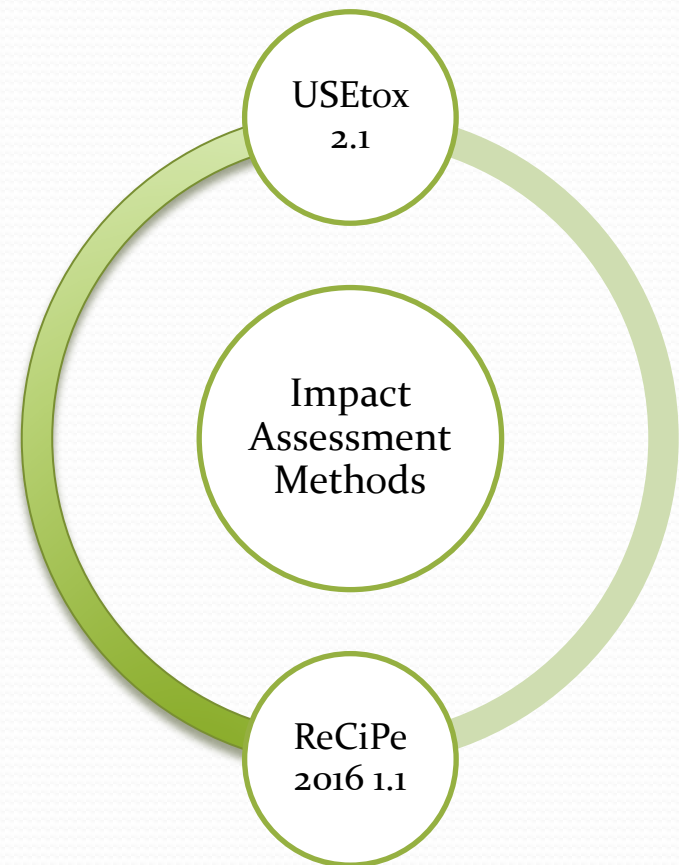 USEtox
2.1
Impact
Assessment
Methods
ReCiPe
2016 1.1